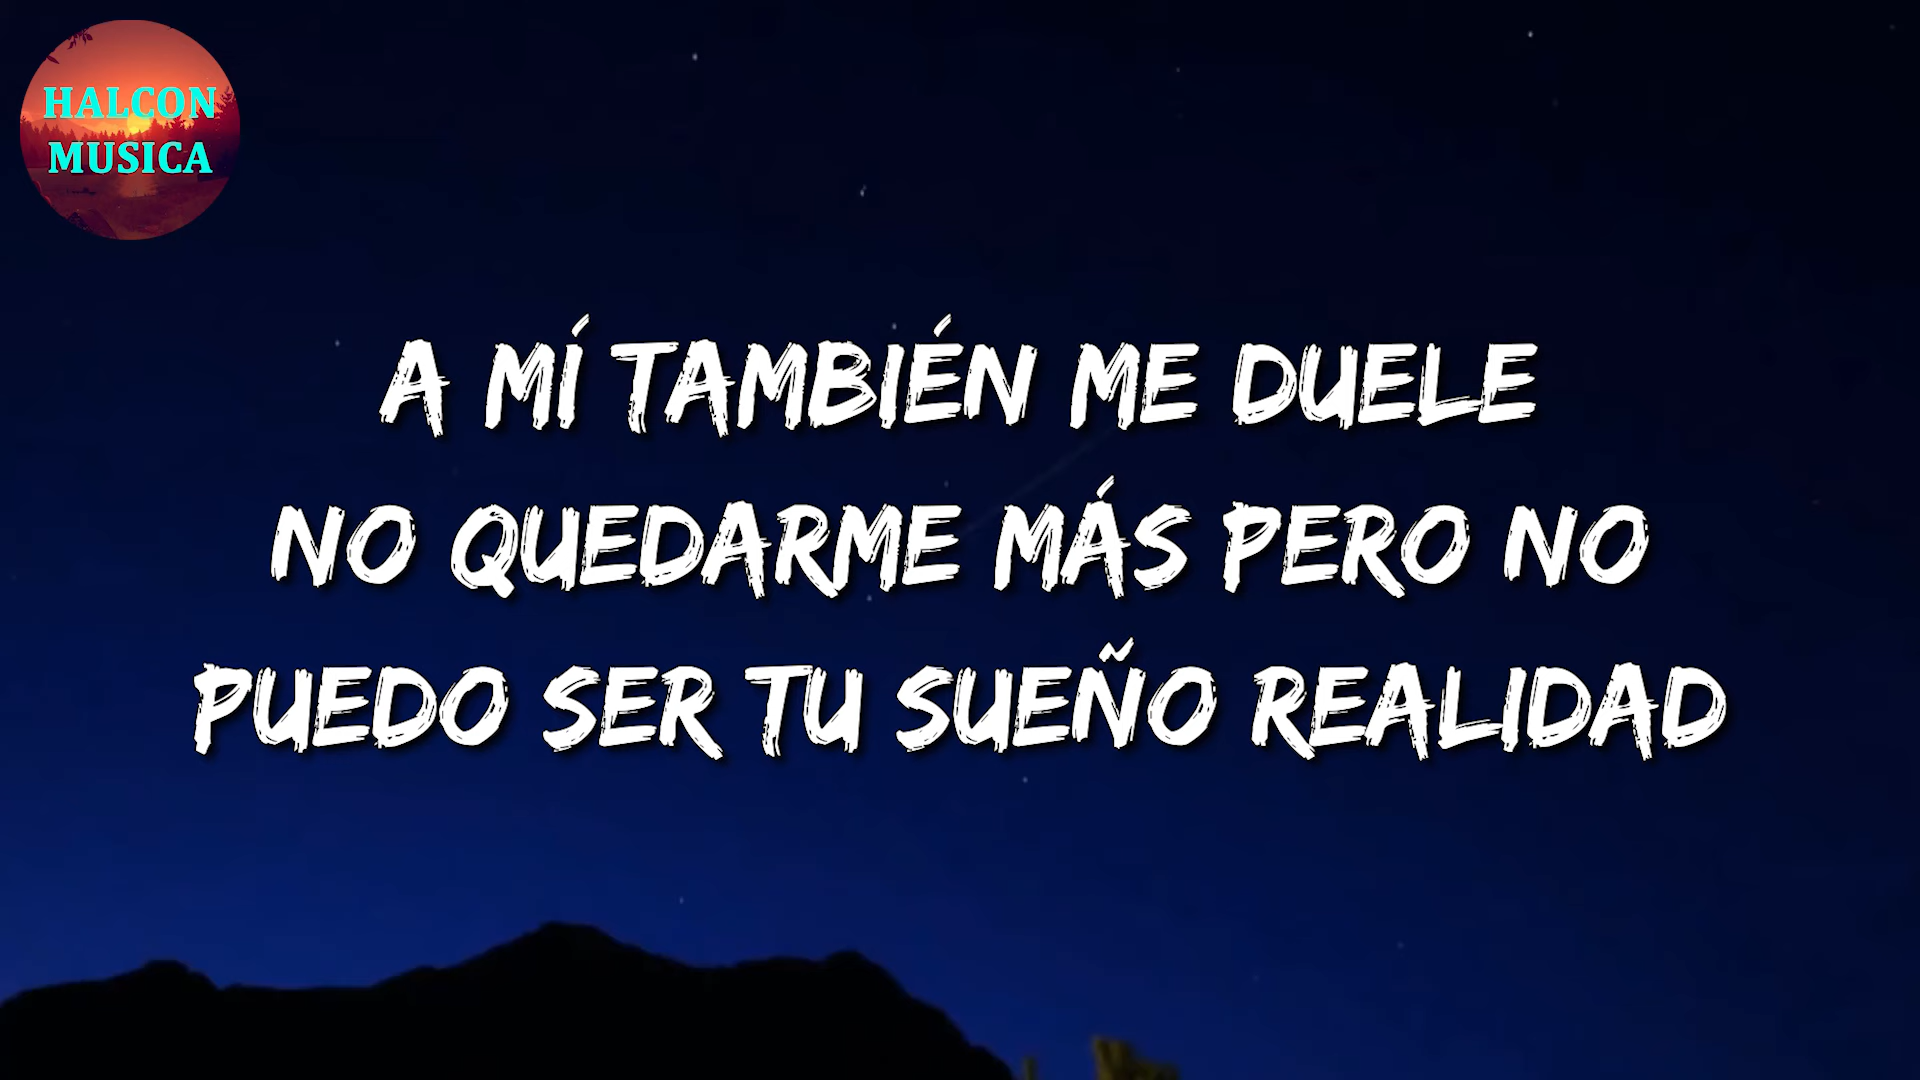 HALCON
MUSICA
A MÍ TAMBIÉN ME DUELE
NO QUEDARME MÁS PERO NO
PUEDO SER TU SUEÑO REALIDAD